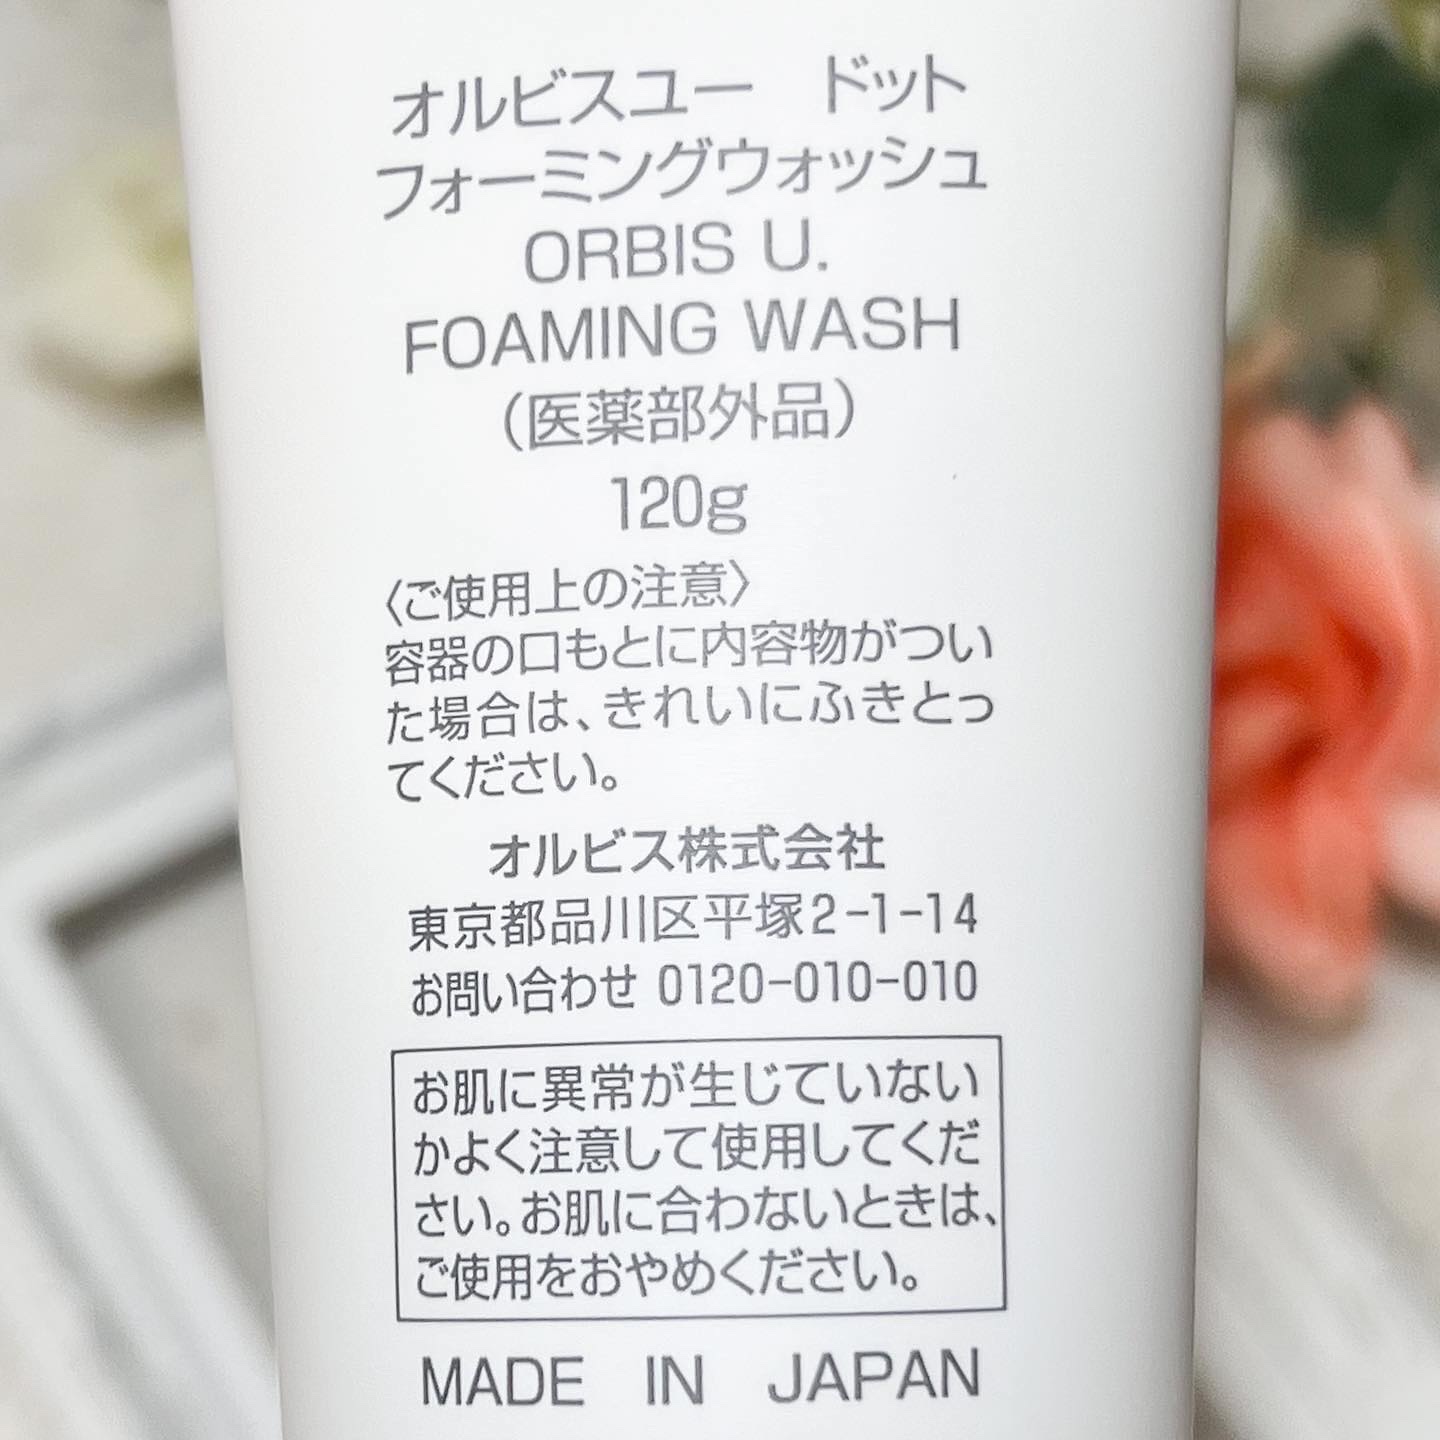 オルビスユー　ドット
フォーミングウォッシュ
ORBIS U.
FOAMING WASH
（医薬部外品）
120g
〈ご使用上の注意〉
容器の口もとに内容物がつい
た場合は、きれいにふきとっ
てください。
オルビス株式会社
東京都品川区平塚2-1-14
お問い合わせ 0120-010-010
お肌に異常が生じていない
かよく注意して使用してくだ
さい。お肌に合わないときは、
ご使用をおやめください。
MADE IN JAPAN